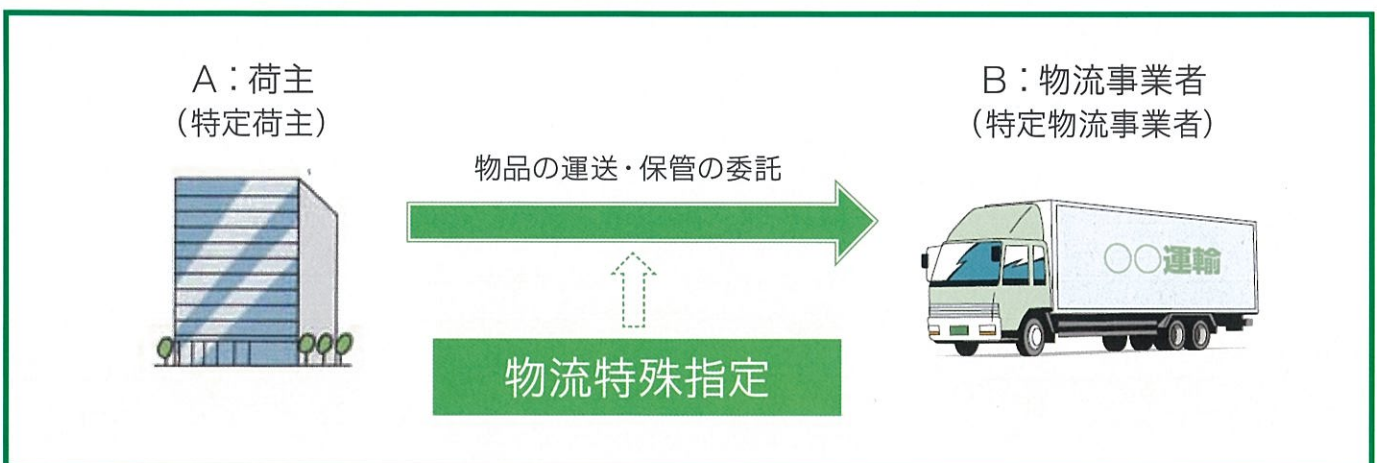 A：荷主
（特定荷主）
B：物流事業者
（特定物流事業者）
物品の運送・保管の委託
○○運輸
物流特殊指定